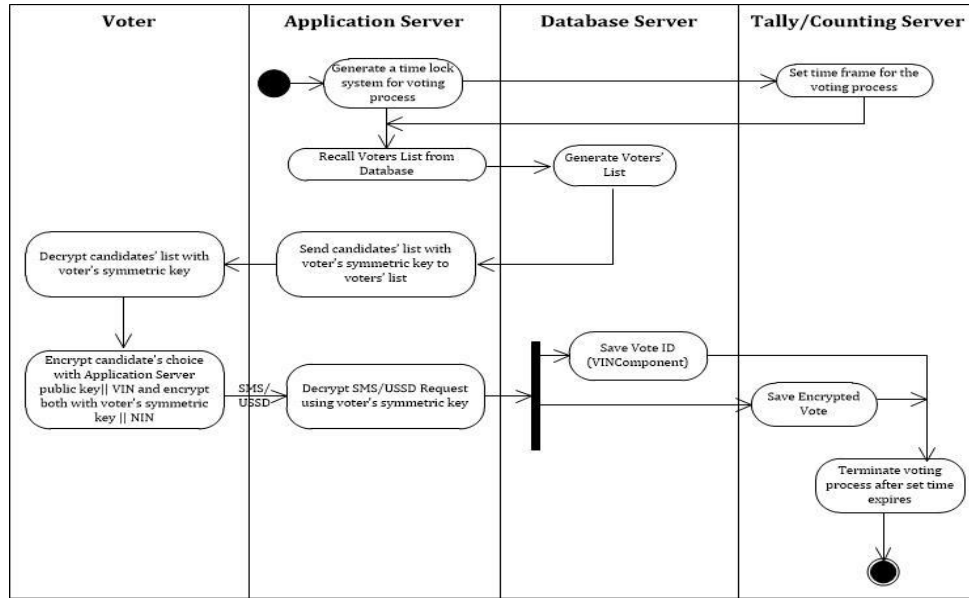 Voter
Application Server
Database Server
Tally/Counting Server
Generate a time lock
system for voting
process
Set time frame for the
voting process
Recall Voters List from
Database
Generate Voters'
List
Decrypt candidates' list with
voter's symmetric key
Send candidates' list with
voter's symmetric key to
voters' list
Encrypt candidate's choice
with Application Server
public key|| VIN and encrypt
both with voter's symmetric
key || NIN
SMS/
USSD
Decrypt SMS/USSD Request
using voter's symmetric key
Save Vote ID
(VINComponent)
Save Encrypted
Vote
Terminate voting
process after set time
expires